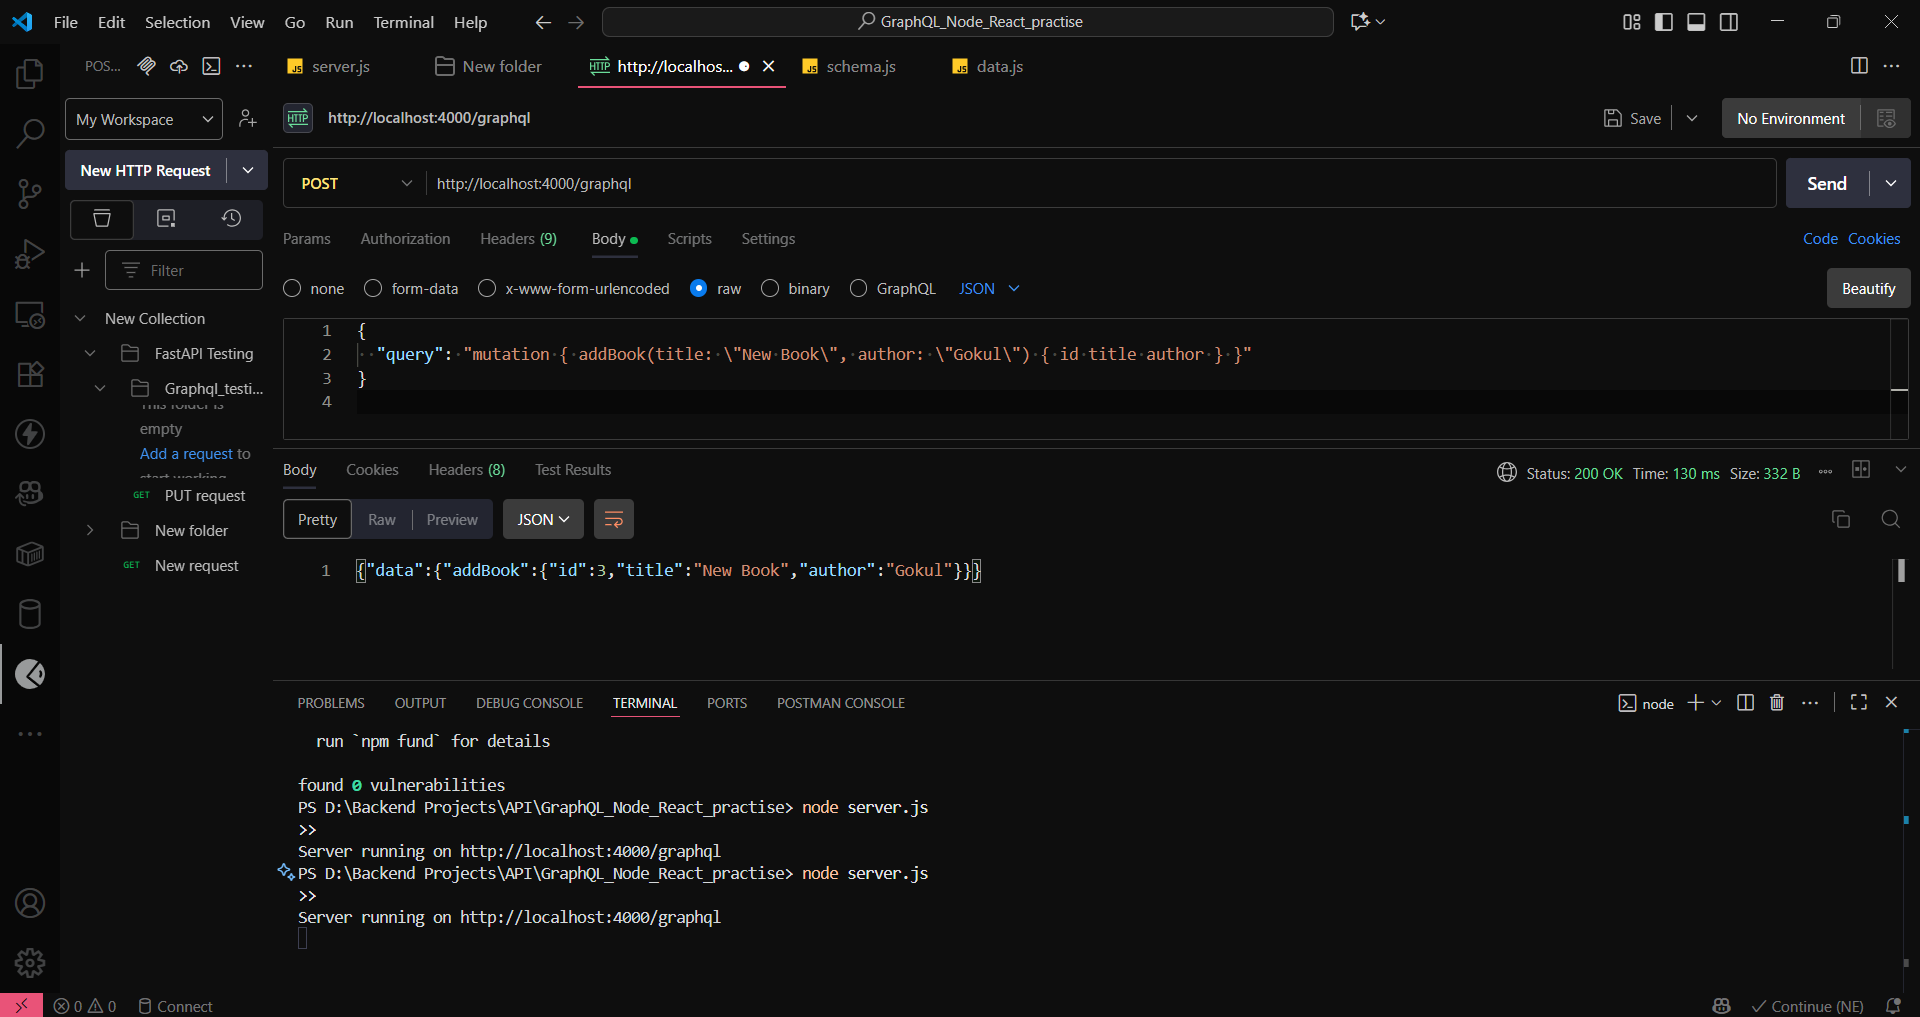 File Edit Selection View Go Run Terminal Help
GraphQL_Node_React_practise
POS...
server.js
New folder
HTTP http://localhos...
schema.js
data.js
My Workspace
HTTP http://localhost:4000/graphql
Save
No Environment
New HTTP Request
POST
http://localhost:4000/graphql
Send
Params Authorization Headers (9) Body Scripts Settings
Code Cookies
Filter
none form-data x-www-form-urlencoded raw binary GraphQL JSON
Beautify
New Collection
FastAPI Testing
Graphql_testi...
This folder is
empty
Add a request to
start working.
GET PUT request
New folder
GET New request
1 {
2 "query": "mutation { addBook(title: \"New Book\", author: \"Gokul\") { id title author } }"
3 }
4
Body Cookies Headers (8) Test Results
Status: 200 OK Time: 130 ms Size: 332 B
Pretty Raw Preview JSON
1 {"data":{"addBook":{"id":3,"title":"New Book","author":"Gokul"}}}
PROBLEMS OUTPUT DEBUG CONSOLE TERMINAL PORTS POSTMAN CONSOLE
node
run `npm fund` for details
found 0 vulnerabilities
PS D:\Backend Projects\API\GraphQL_Node_React_practise> node server.js
>>
Server running on http://localhost:4000/graphql
PS D:\Backend Projects\API\GraphQL_Node_React_practise> node server.js
>>
Server running on http://localhost:4000/graphql
0 0 Connect
Continue (NE)